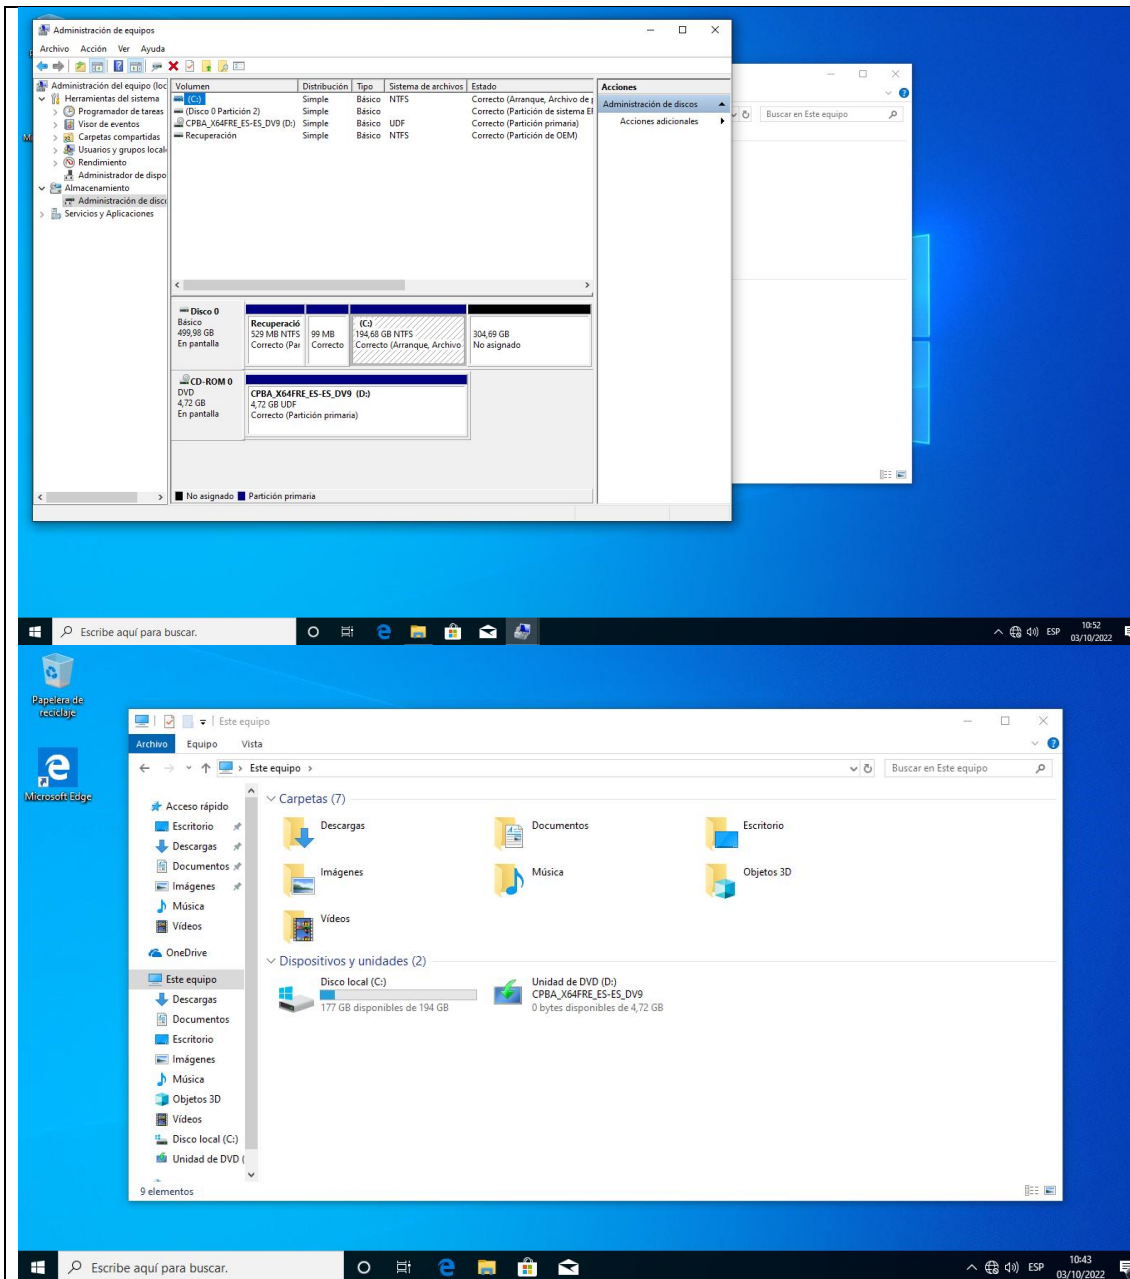 Administración de equipos
Archivo Acción Ver Ayuda
Administración del equipo (loc
Herramientas del sistema
Programador de tareas
Visor de eventos
Carpetas compartidas
Usuarios y grupos local
Rendimiento
Administrador de dispo
Almacenamiento
Administración de disc
Servicios y Aplicaciones
Volumen Distribución Tipo Sistema de archivos Estado
(C:) Simple Básico NTFS Correcto (Arranque, Archivo de p
(Disco 0 Partición 2) Simple Básico Correcto (Partición de sistema EF
CPBA_X64FRE_ES-ES_DV9 (D:) Simple Básico UDF Correcto (Partición primaria)
Recuperación Simple Básico NTFS Correcto (Partición de OEM)
Acciones
Administración de discos
Acciones adicionales
Buscar en Este equipo
Disco 0
Básico
499,98 GB
En pantalla
Recuperació
529 MB NTFS
Correcto (Par
99 MB
Correcto
(C:)
194,68 GB NTFS
Correcto (Arranque, Archivo
304,69 GB
No asignado
CD-ROM 0
DVD
4,72 GB
En pantalla
CPBA_X64FRE_ES-ES_DV9 (D:)
4,72 GB UDF
Correcto (Partición primaria)
No asignado Partición primaria
Escribe aquí para buscar.
ESP
10:52
03/10/2022
Papelera de
reciclaje
Microsoft Edge
Este equipo
Archivo Equipo Vista
Este equipo
Buscar en Este equipo
Acceso rápido
Escritorio
Descargas
Documentos
Imágenes
Música
Vídeos
OneDrive
Este equipo
Descargas
Documentos
Escritorio
Imágenes
Música
Objetos 3D
Vídeos
Disco local (C:)
Unidad de DVD (
Carpetas (7)
Descargas Documentos Escritorio
Imágenes Música Objetos 3D
Vídeos
Dispositivos y unidades (2)
Disco local (C:)
177 GB disponibles de 194 GB
Unidad de DVD (D:)
CPBA_X64FRE_ES-ES_DV9
0 bytes disponibles de 4,72 GB
9 elementos
Escribe aquí para buscar.
ESP
10:43
03/10/2022